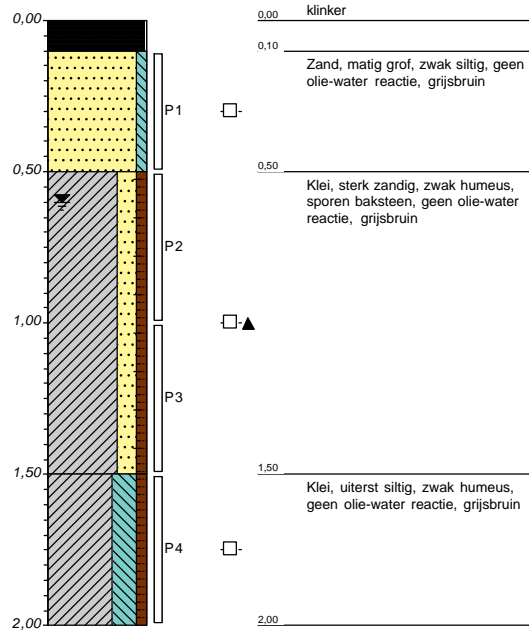 0,00
0,00
klinker
0,10
Zand, matig grof, zwak siltig, geen
olie-water reactie, grijsbruin
P1
0,50
0,50
Klei, sterk zandig, zwak humeus,
sporen baksteen, geen olie-water
reactie, grijsbruin
P2
1,00
P3
1,50
1,50
Klei, uiterst siltig, zwak humeus,
geen olie-water reactie, grijsbruin
P4
2,00
2,00